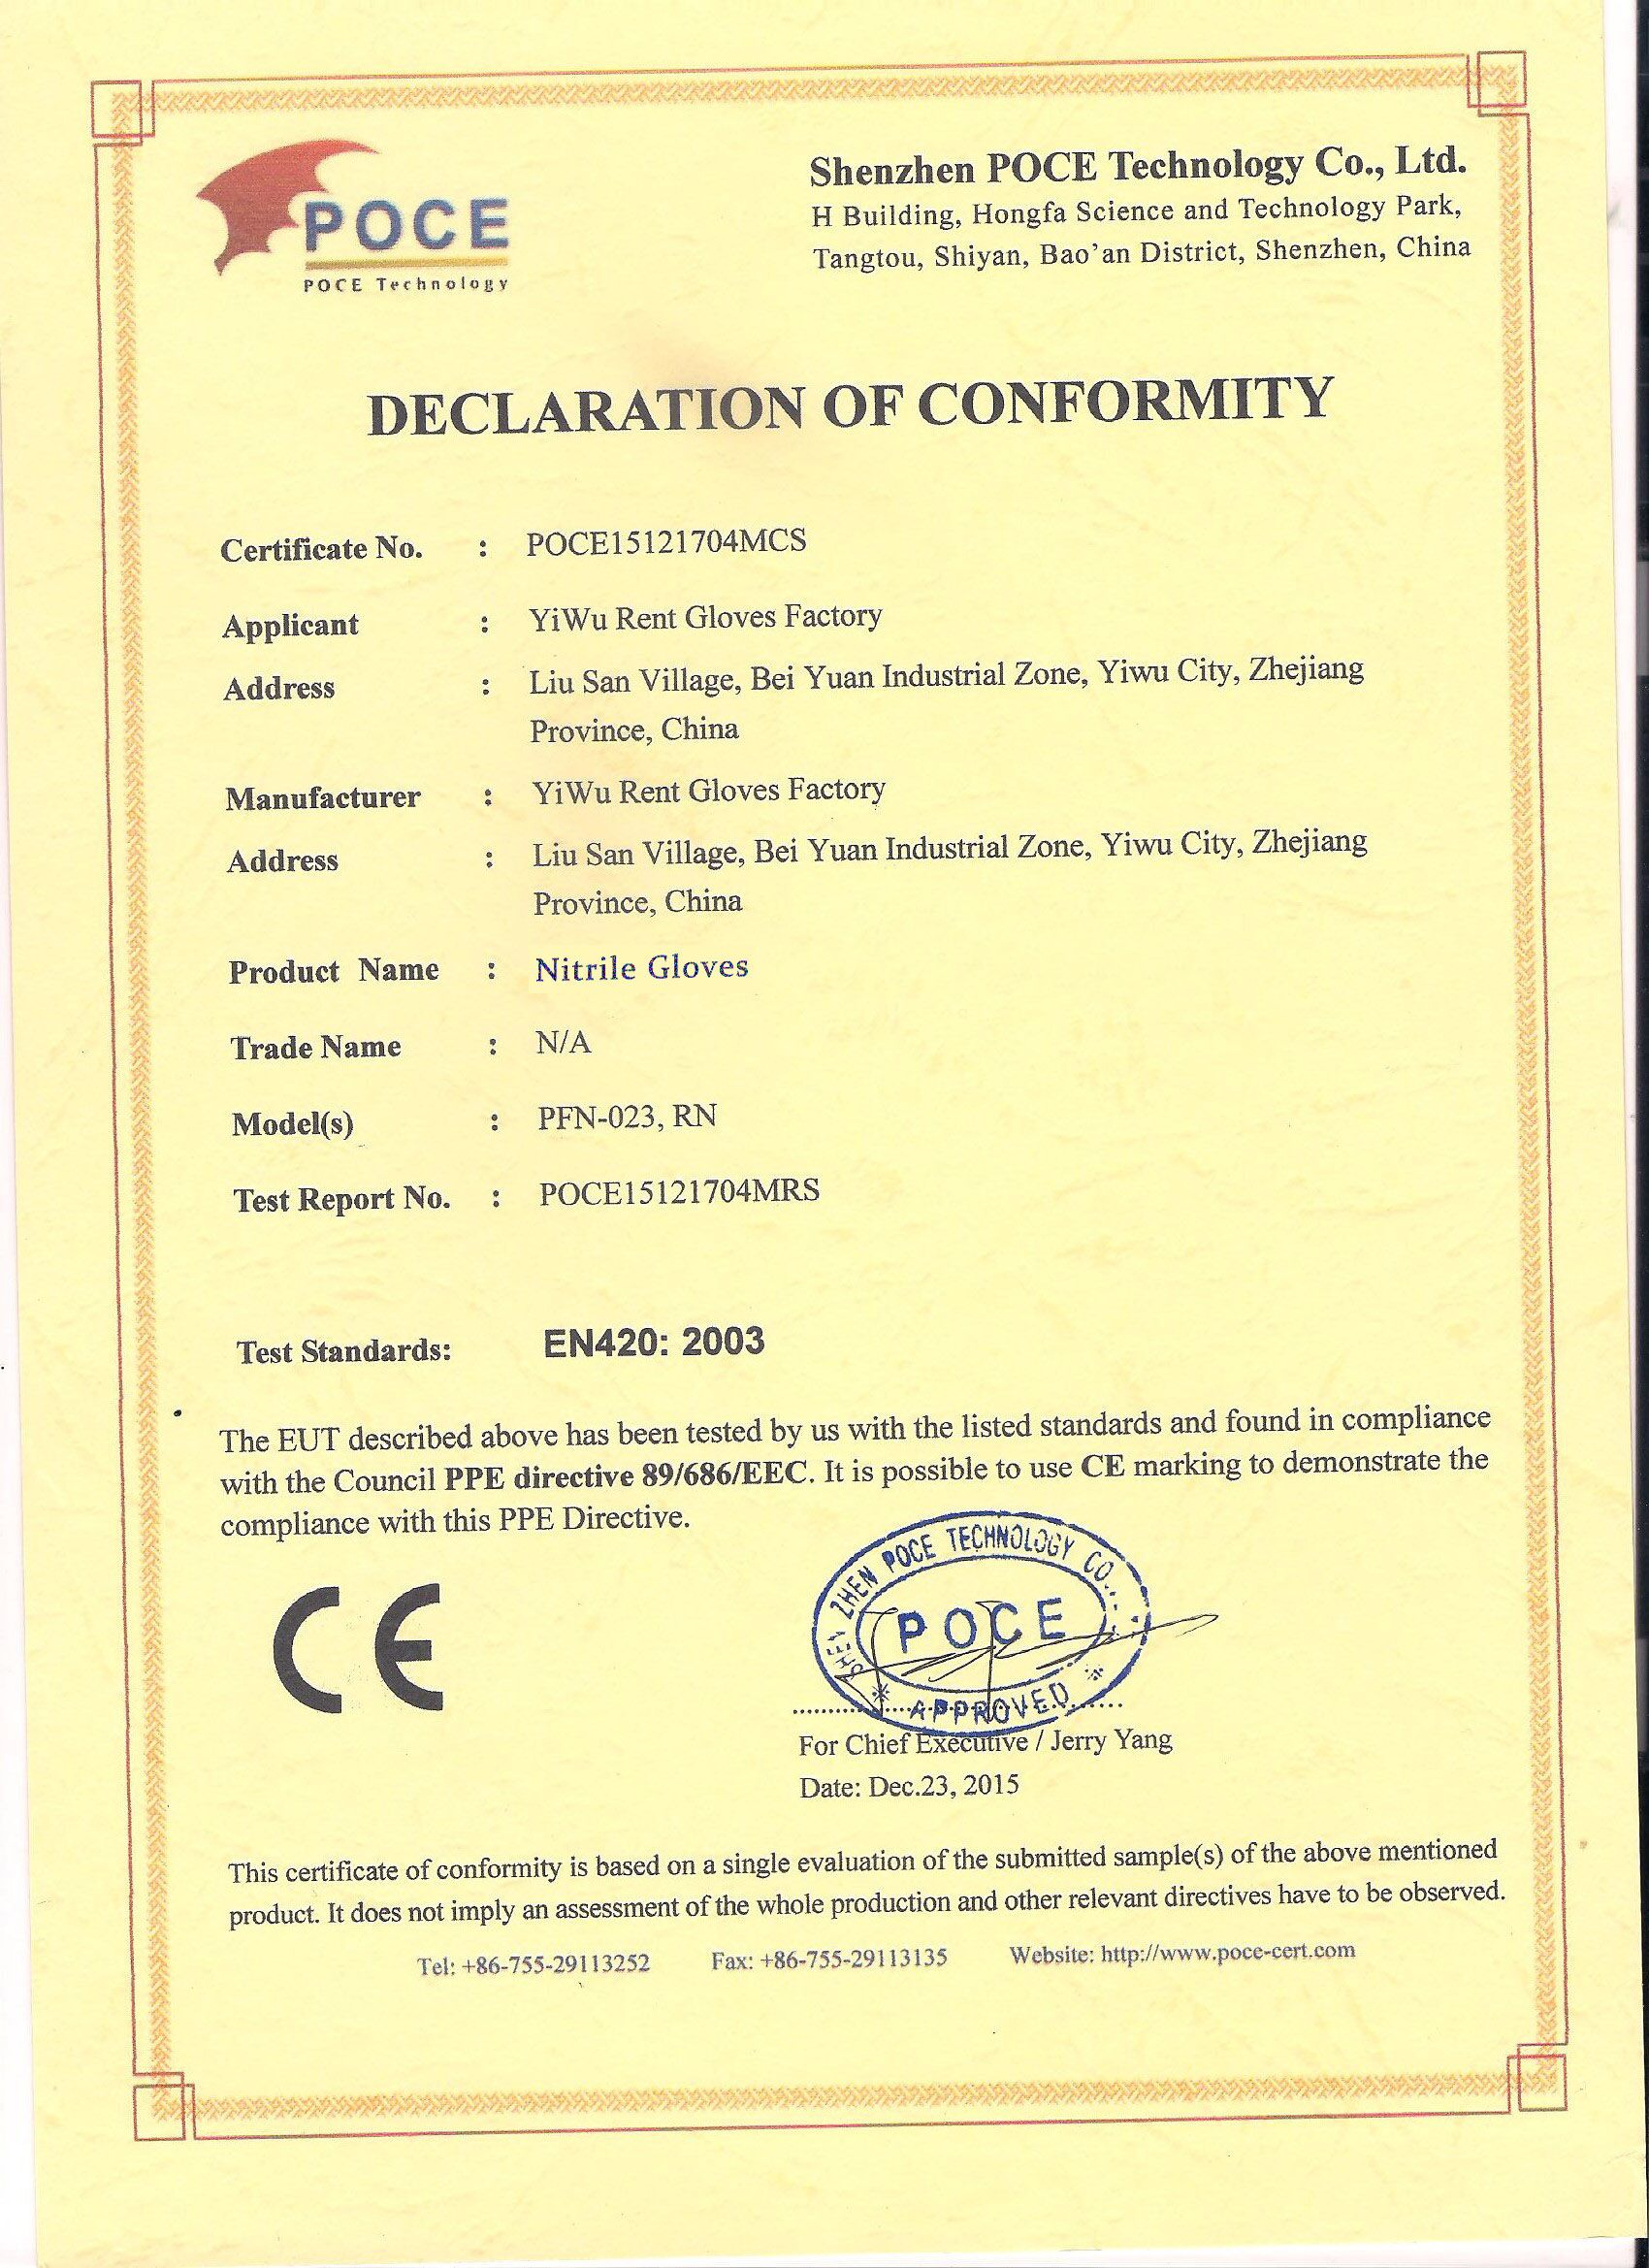 POCE
POCE Technology
Shenzhen POCE Technology Co., Ltd.
H Building, Hongfa Science and Technology Park,
Tangtou, Shiyan, Bao'an District, Shenzhen, China
DECLARATION OF CONFORMITY
Certificate No. : POCE15121704MCS
Applicant : YiWu Rent Gloves Factory
Address : Liu San Village, Bei Yuan Industrial Zone, Yiwu City, Zhejiang
Province, China
Manufacturer : YiWu Rent Gloves Factory
Address : Liu San Village, Bei Yuan Industrial Zone, Yiwu City, Zhejiang
Province, China
Product Name : Nitrile Gloves
Trade Name : N/A
Model(s) : PFN-023, RN
Test Report No. : POCE15121704MRS
Test Standards: EN420: 2003
The EUT described above has been tested by us with the listed standards and found in compliance
with the Council PPE directive 89/686/EEC. It is possible to use CE marking to demonstrate the
compliance with this PPE Directive.
CE
SHEN ZHEN POCE TECHNOLOGY CO.,
POCE
APPROVED
For Chief Executive / Jerry Yang
Date: Dec.23, 2015
This certificate of conformity is based on a single evaluation of the submitted sample(s) of the above mentioned
product. It does not imply an assessment of the whole production and other relevant directives have to be observed.
Tel: +86-755-29113252 Fax: +86-755-29113135 Website: http://www.poce-cert.com